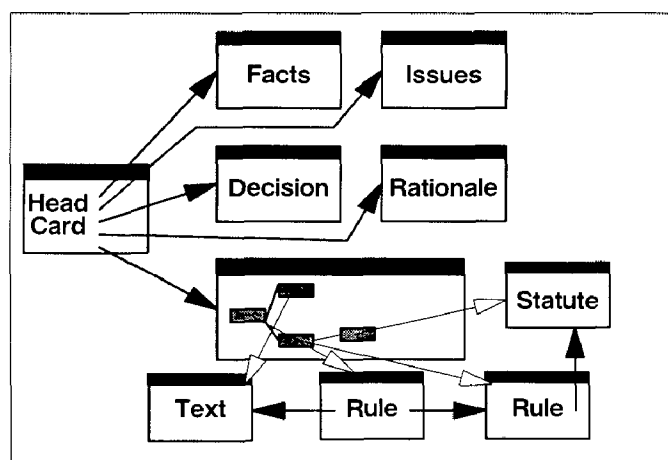 Facts
Issues
Head
Card
Decision
Rationale
Statute
Text
Rule
Rule